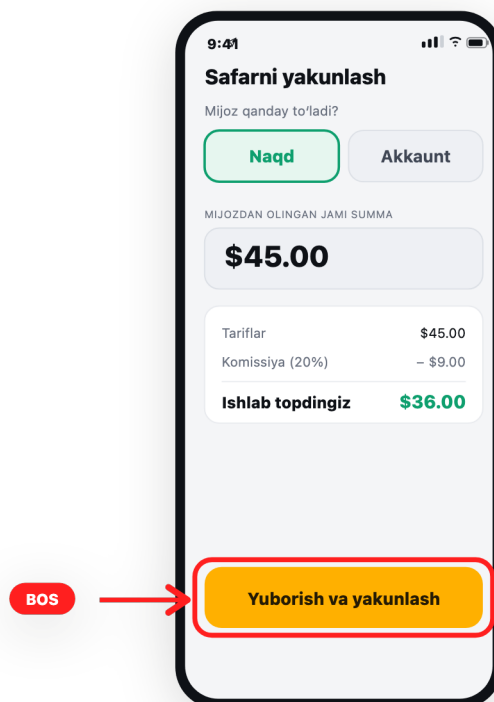 9:41
Safarni yakunlash
Mijoz qanday to‘ladi?
Naqd
Akkaunt
MIJOZDAN OLINGAN JAMI SUMMA
$45.00
Tariflar $45.00
Komissiya (20%) – $9.00
Ishlab topdingiz $36.00
BOS
Yuborish va yakunlash